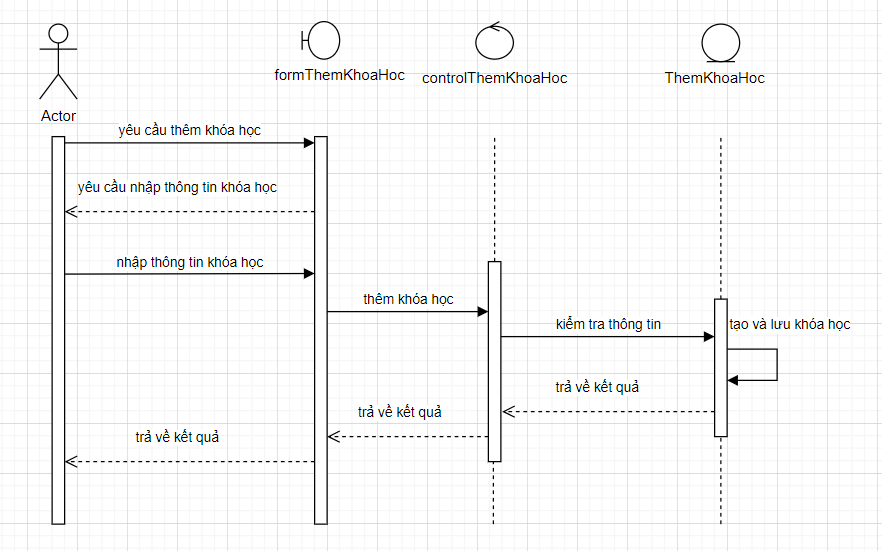 formThemKhoaHoc
controlThemKhoaHoc
ThemKhoaHoc
Actor
yêu cầu thêm khóa học
yêu cầu nhập thông tin khóa học
nhập thông tin khóa học
thêm khóa học
kiểm tra thông tin
tạo và lưu khóa học
trả về kết quả
trả về kết quả
trả về kết quả